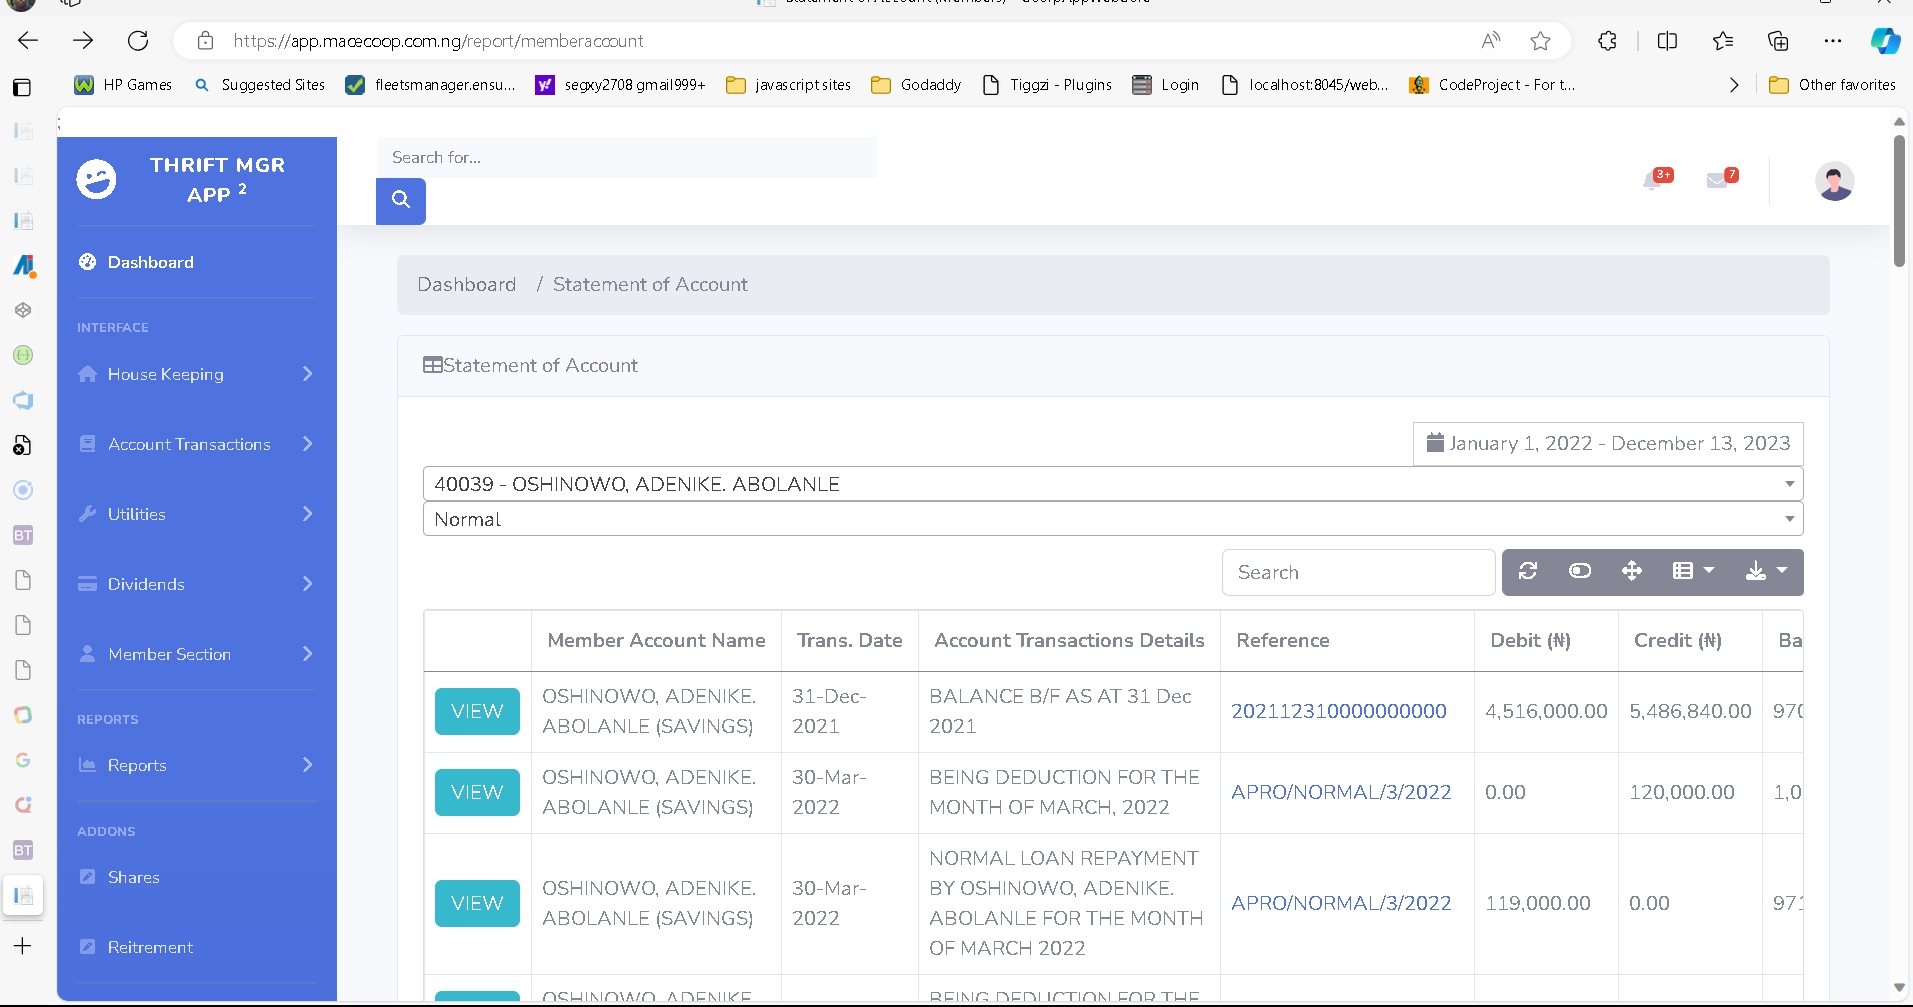 https://app.macecoop.com.ng/report/memberaccount
HP Games
Suggested Sites
fleetsmanager.ensu...
segxy2708 gmail999+
javascript sites
Godaddy
Tiggzi - Plugins
Login
localhost:8045/web...
CodeProject - For t...
Other favorites
;
THRIFT MGR
APP 2
Search for...
3+
7
Dashboard
INTERFACE
House Keeping
Account Transactions
Utilities
Dividends
Member Section
REPORTS
Reports
ADDONS
Shares
Reitrement
BT
BT
Dashboard / Statement of Account
Statement of Account
January 1, 2022 - December 13, 2023
40039 - OSHINOWO, ADENIKE. ABOLANLE
Normal
Search
Member Account Name Trans. Date Account Transactions Details Reference Debit (₦) Credit (₦) Ba
VIEW
OSHINOWO, ADENIKE.
ABOLANLE (SAVINGS)
31-Dec-
2021
BALANCE B/F AS AT 31 Dec
2021
202112310000000000
4,516,000.00
5,486,840.00
970
VIEW
OSHINOWO, ADENIKE.
ABOLANLE (SAVINGS)
30-Mar-
2022
BEING DEDUCTION FOR THE
MONTH OF MARCH, 2022
APRO/NORMAL/3/2022
0.00
120,000.00
1,0
VIEW
OSHINOWO, ADENIKE.
ABOLANLE (SAVINGS)
30-Mar-
2022
NORMAL LOAN REPAYMENT
BY OSHINOWO, ADENIKE.
ABOLANLE FOR THE MONTH
OF MARCH 2022
APRO/NORMAL/3/2022
119,000.00
0.00
971
OSHINOWO, ADENIKE.
BEING DEDUCTION FOR THE